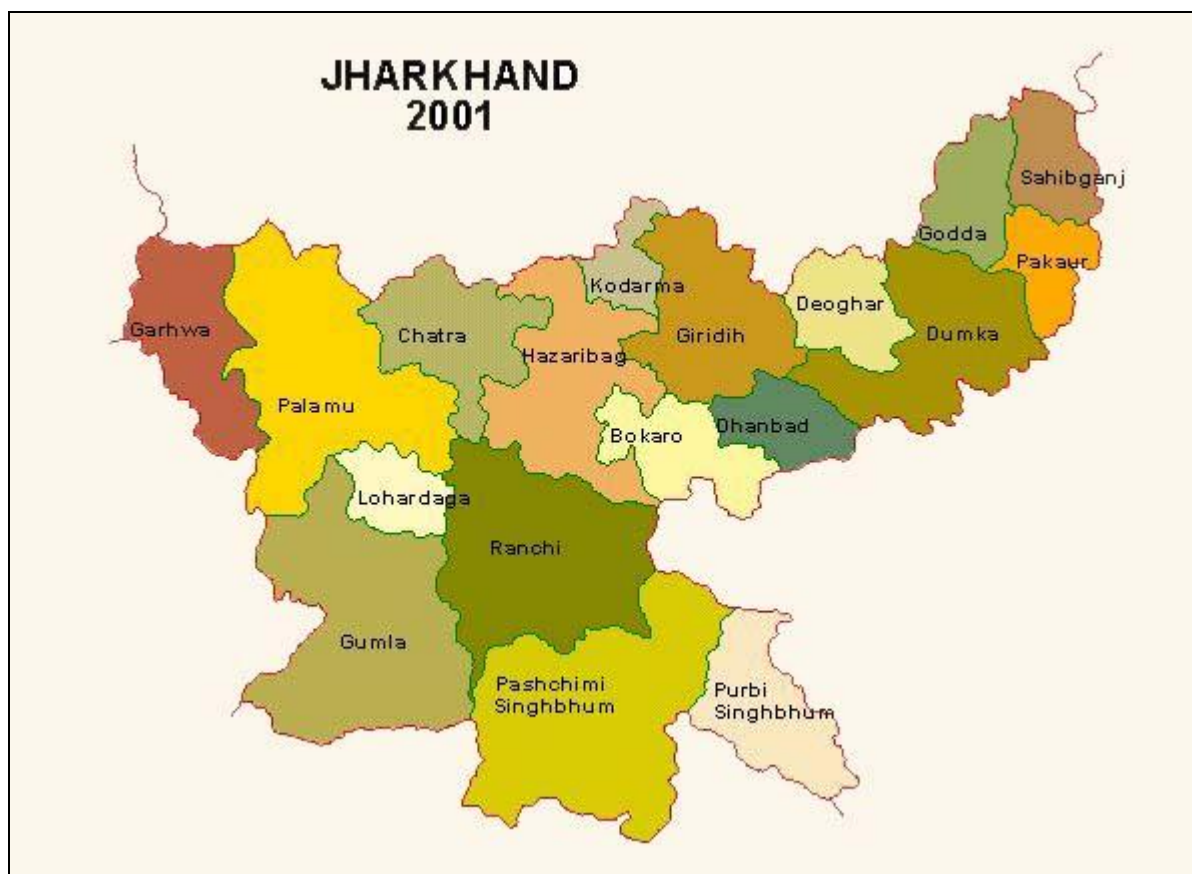 JHARKHAND
2001
Sahibganj
Godda
Pakaur
Kodarma
Deoghar
Garhwa
Chatra
Hazaribag
Giridih
Dumka
Palamu
Bokaro
Dhanbad
Lohardaga
Ranchi
Gumla
Pashchimi
Singhbhum
Purbi
Singhbhum